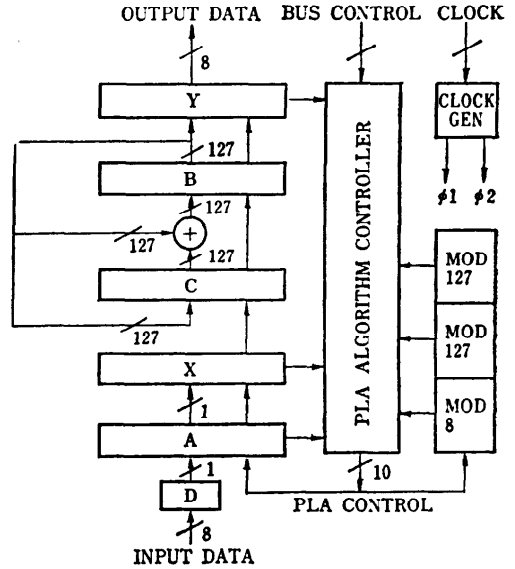 OUTPUT DATA
BUS CONTROL
CLOCK
8
Y
CLOCK
GEN
127
B
127
ϕ1
ϕ2
+
127
127
C
127
PLA ALGORITHM CONTROLLER
MOD
127
MOD
127
MOD
8
X
1
A
1
D
8
INPUT DATA
10
PLA CONTROL